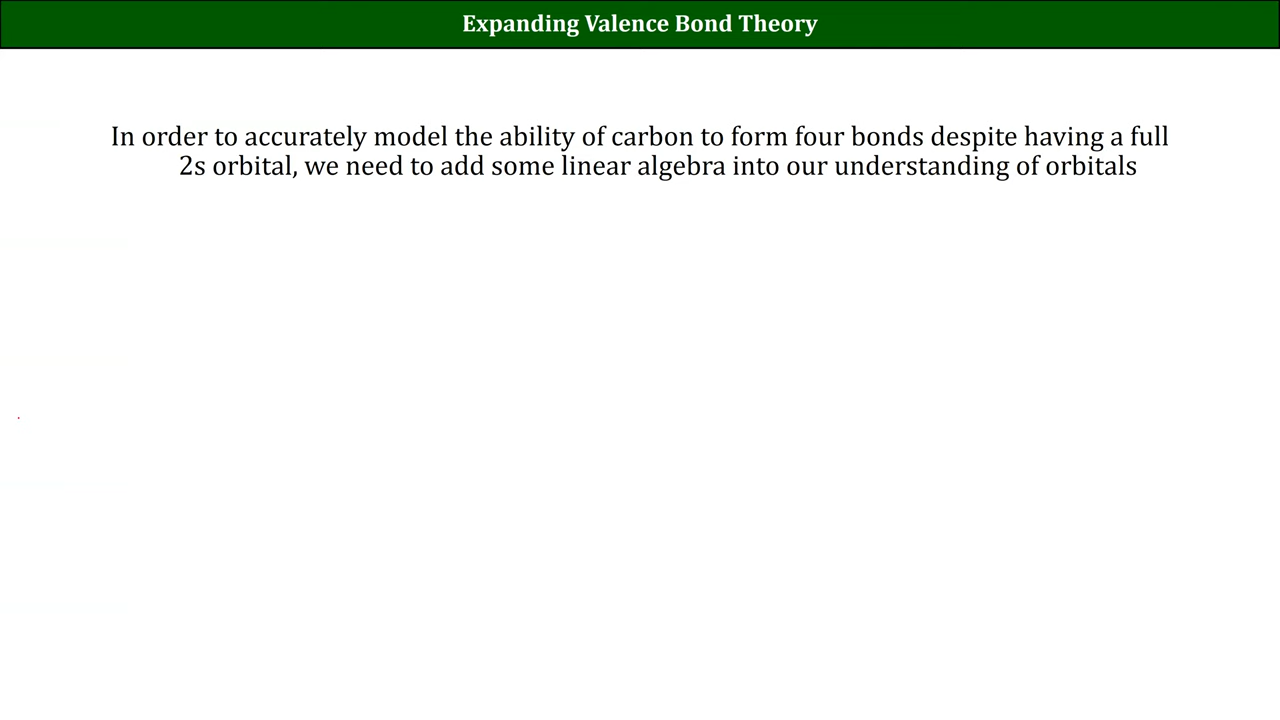 Expanding Valence Bond Theory
In order to accurately model the ability of carbon to form four bonds despite having a full
2s orbital, we need to add some linear algebra into our understanding of orbitals